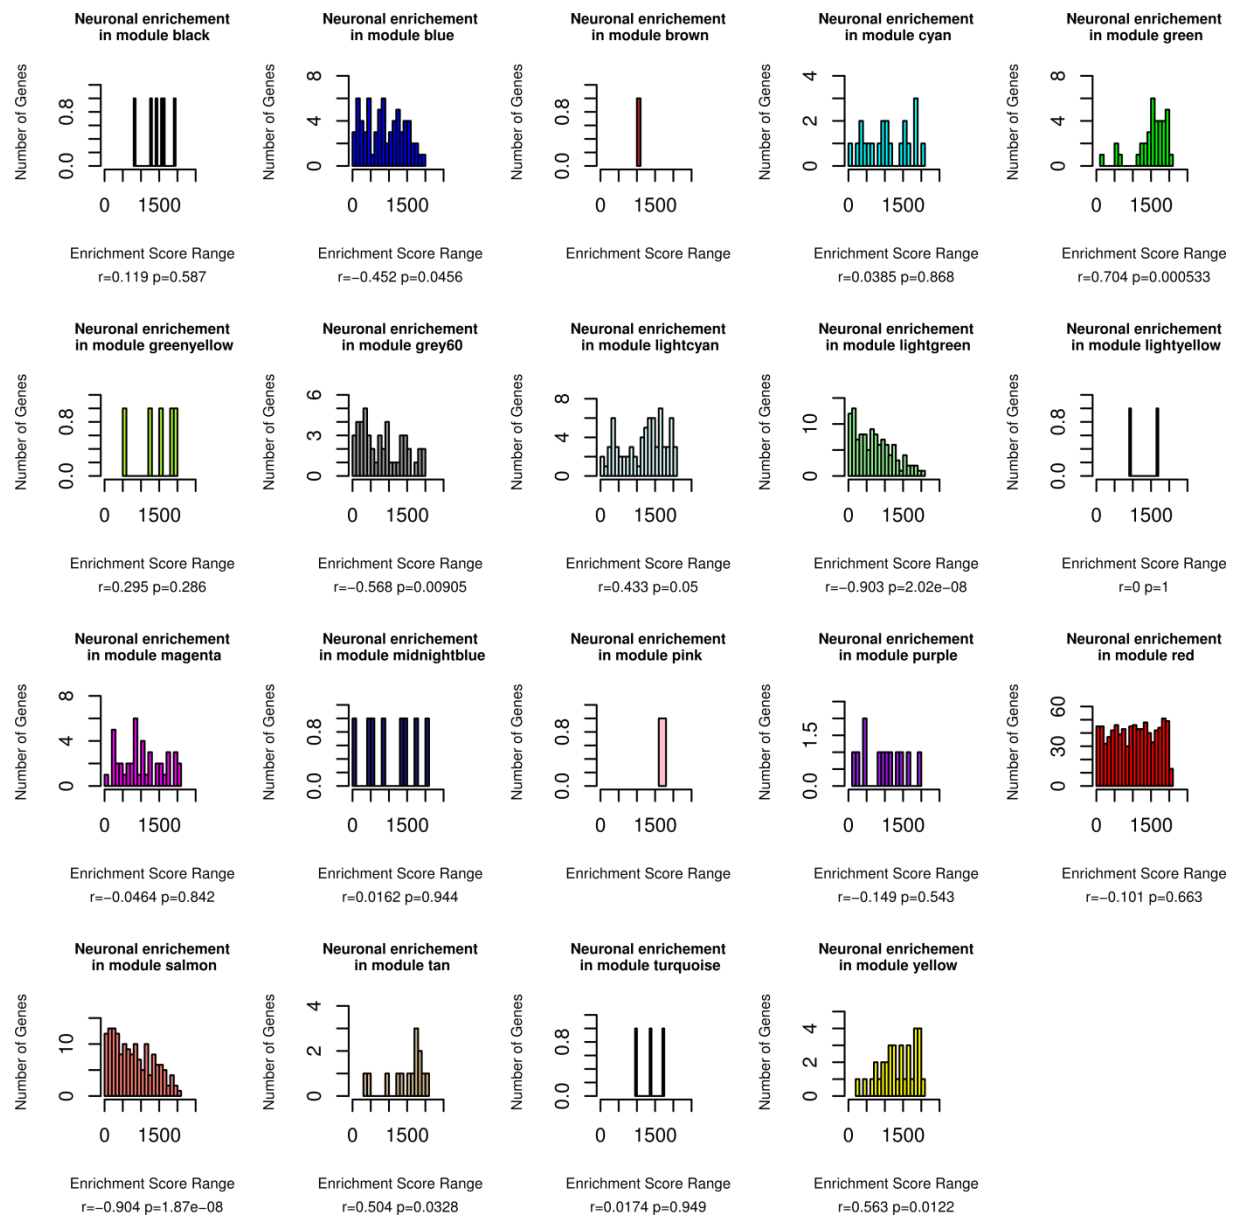 Neuronal enrichement
in module black
Number of Genes
0.0 0.8
0 1500
Enrichment Score Range
r=0.119 p=0.587
Neuronal enrichement
in module blue
Number of Genes
0 4 8
0 1500
Enrichment Score Range
r=−0.452 p=0.0456
Neuronal enrichement
in module brown
Number of Genes
0.0 0.8
0 1500
Enrichment Score Range
Neuronal enrichement
in module cyan
Number of Genes
0 2 4
0 1500
Enrichment Score Range
r=0.0385 p=0.868
Neuronal enrichement
in module green
Number of Genes
0 4 8
0 1500
Enrichment Score Range
r=0.704 p=0.000533
Neuronal enrichement
in module greenyellow
Number of Genes
0.0 0.8
0 1500
Enrichment Score Range
r=0.295 p=0.286
Neuronal enrichement
in module grey60
Number of Genes
0 3 6
0 1500
Enrichment Score Range
r=−0.568 p=0.00905
Neuronal enrichement
in module lightcyan
Number of Genes
0 4 8
0 1500
Enrichment Score Range
r=0.433 p=0.05
Neuronal enrichement
in module lightgreen
Number of Genes
0 10
0 1500
Enrichment Score Range
r=−0.903 p=2.02e−08
Neuronal enrichement
in module lightyellow
Number of Genes
0.0 0.8
0 1500
Enrichment Score Range
r=0 p=1
Neuronal enrichement
in module magenta
Number of Genes
0 4 8
0 1500
Enrichment Score Range
r=−0.0464 p=0.842
Neuronal enrichement
in module midnightblue
Number of Genes
0.0 0.8
0 1500
Enrichment Score Range
r=0.0162 p=0.944
Neuronal enrichement
in module pink
Number of Genes
0.0 0.8
0 1500
Enrichment Score Range
Neuronal enrichement
in module purple
Number of Genes
0.0 1.5
0 1500
Enrichment Score Range
r=−0.149 p=0.543
Neuronal enrichement
in module red
Number of Genes
0 30 60
0 1500
Enrichment Score Range
r=−0.101 p=0.663
Neuronal enrichement
in module salmon
Number of Genes
0 10
0 1500
Enrichment Score Range
r=−0.904 p=1.87e−08
Neuronal enrichement
in module tan
Number of Genes
0 2 4
0 1500
Enrichment Score Range
r=0.504 p=0.0328
Neuronal enrichement
in module turquoise
Number of Genes
0.0 0.8
0 1500
Enrichment Score Range
r=0.0174 p=0.949
Neuronal enrichement
in module yellow
Number of Genes
0 2 4
0 1500
Enrichment Score Range
r=0.563 p=0.0122